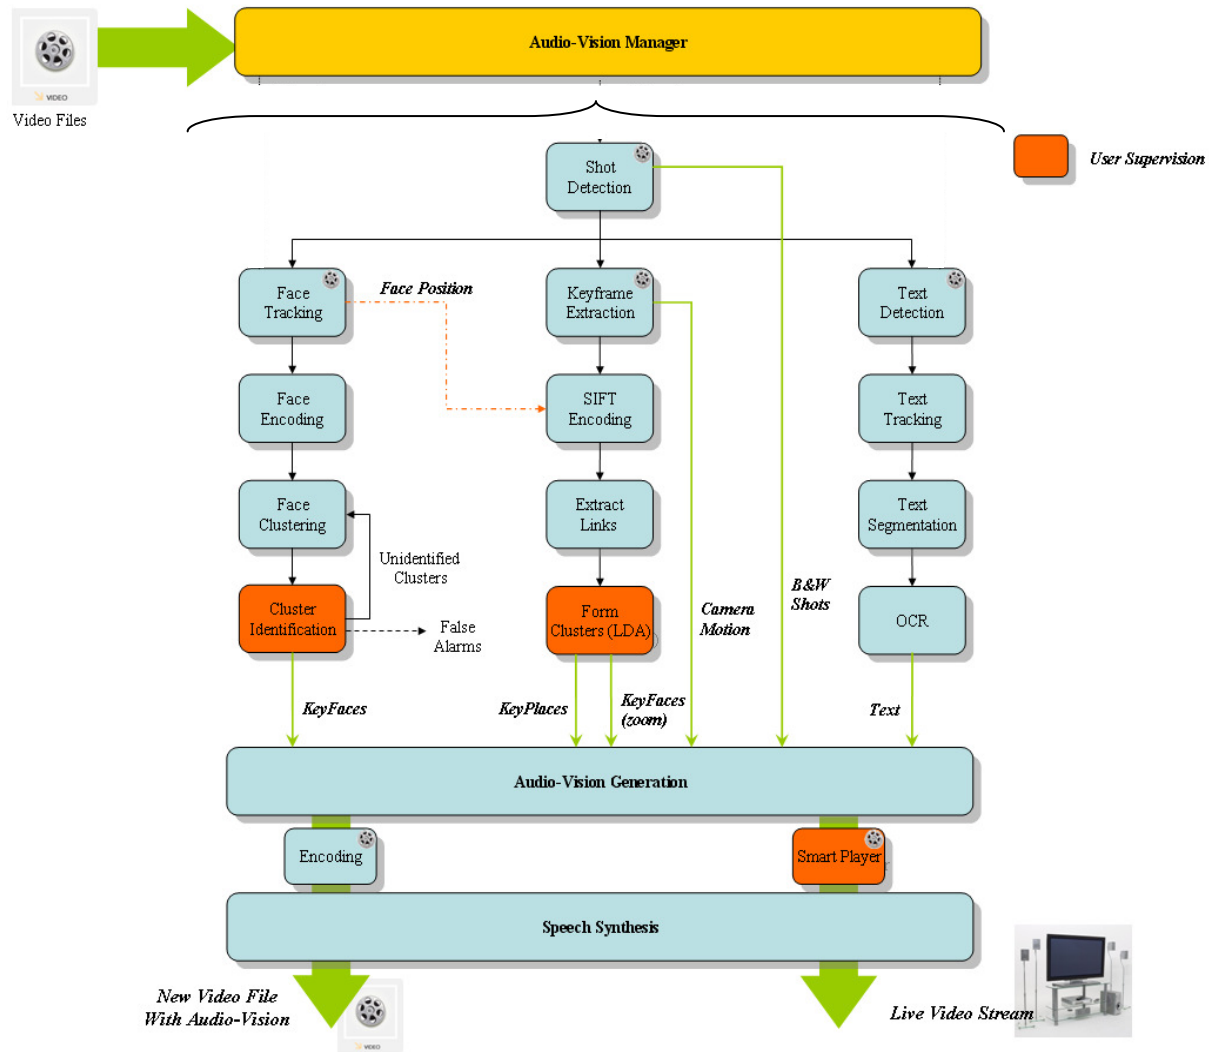 Audio-Vision Manager
VIDEO
Video Files
User Supervision
Shot
Detection
Face
Tracking
Face Position
Keyframe
Extraction
Text
Detection
Face
Encoding
SIFT
Encoding
Text
Tracking
Face
Clustering
Extract
Links
Text
Segmentation
Unidentified
Clusters
B&W
Shots
Cluster
Identification
False
Alarms
Form
Clusters (LDA)
Camera
Motion
OCR
KeyFaces
KeyPlaces
KeyFaces
(zoom)
Text
Audio-Vision Generation
Encoding
Smart Player
Speech Synthesis
New Video File
With Audio-Vision
VIDEO
Live Video Stream